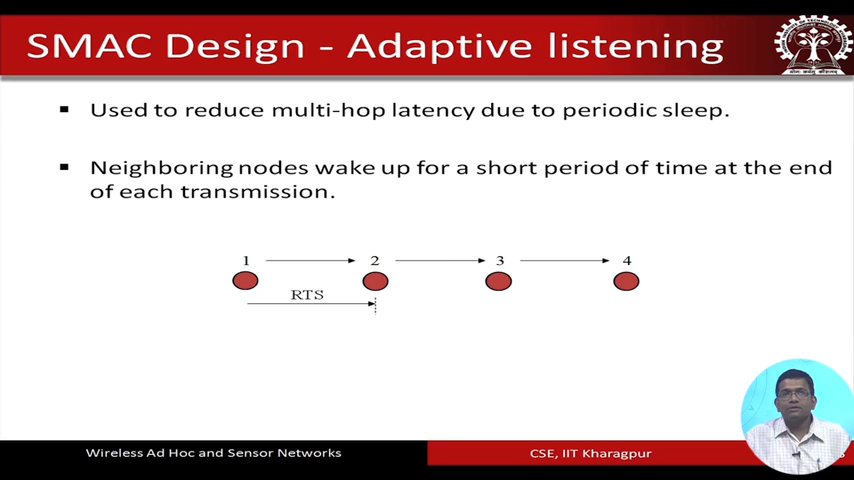 SMAC Design - Adaptive listening
Used to reduce multi-hop latency due to periodic sleep.
Neighboring nodes wake up for a short period of time at the end
of each transmission.
1 2 3 4
RTS
Wireless Ad Hoc and Sensor Networks
CSE, IIT Kharagpur